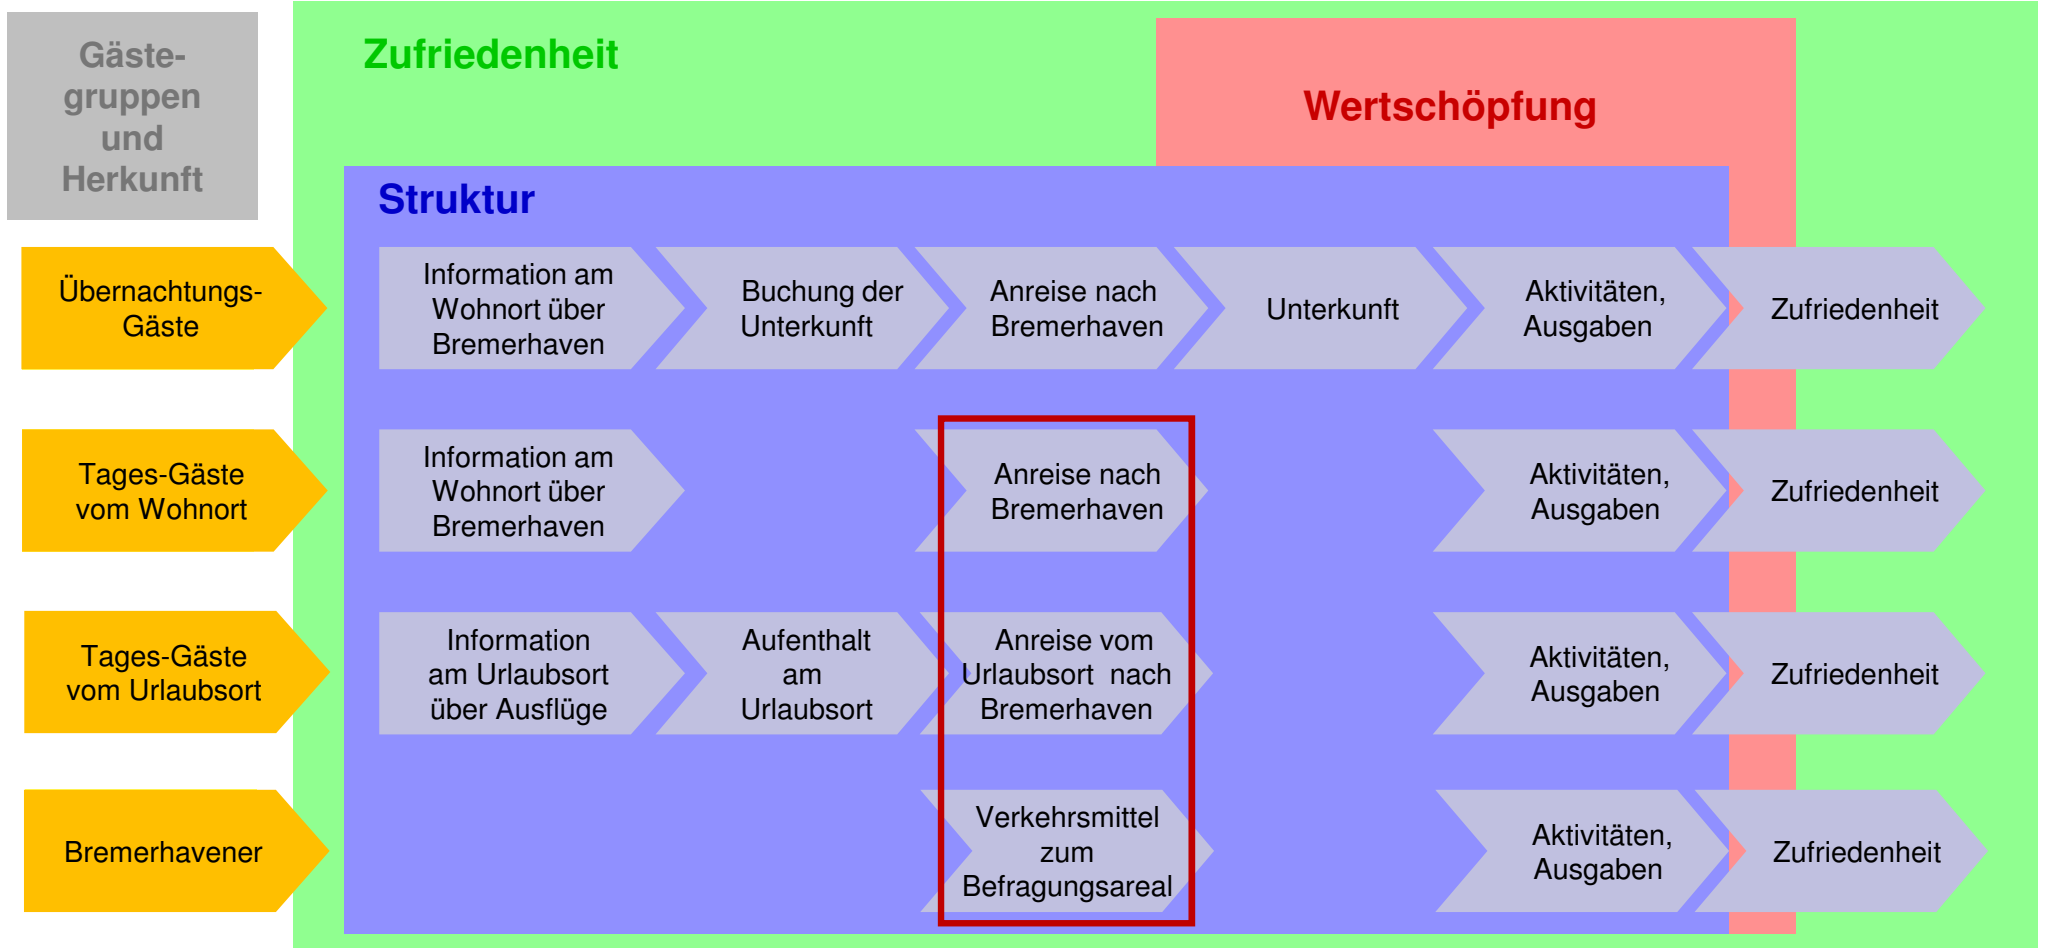 Gäste-
gruppen
und
Herkunft
Zufriedenheit
Wertschöpfung
Struktur
Übernachtungs-
Gäste
Information am
Wohnort über
Bremerhaven
Buchung der
Unterkunft
Anreise nach
Bremerhaven
Unterkunft
Aktivitäten,
Ausgaben
Zufriedenheit
Tages-Gäste
vom Wohnort
Information am
Wohnort über
Bremerhaven
Anreise nach
Bremerhaven
Aktivitäten,
Ausgaben
Zufriedenheit
Tages-Gäste
vom Urlaubsort
Information
am Urlaubsort
über Ausflüge
Aufenthalt
am
Urlaubsort
Anreise vom
Urlaubsort nach
Bremerhaven
Aktivitäten,
Ausgaben
Zufriedenheit
Bremerhavener
Verkehrsmittel
zum
Befragungsareal
Aktivitäten,
Ausgaben
Zufriedenheit